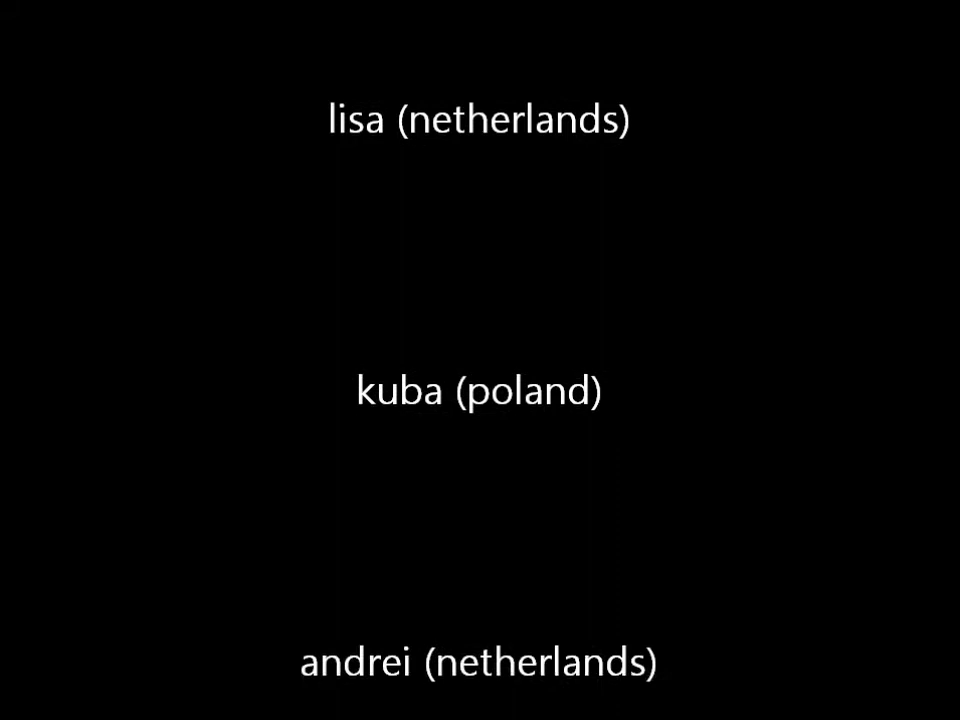 lisa (netherlands)
kuba (poland)
andrei (netherlands)